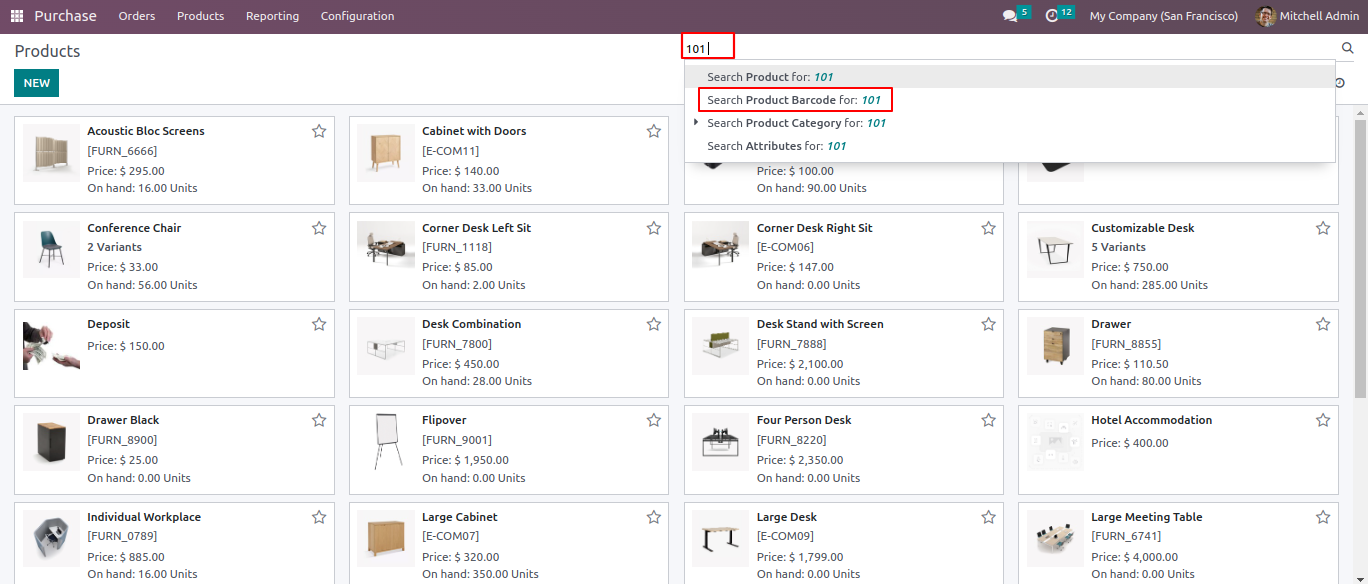 Purchase Orders Products Reporting Configuration 5 12 My Company (San Francisco) Mitchell Admin
Products
101
NEW
Search Product for: 101
Search Product Barcode for: 101
Search Product Category for: 101
Search Attributes for: 101
Acoustic Bloc Screens
[FURN_6666]
Price: $ 295.00
On hand: 16.00 Units
Cabinet with Doors
[E-COM11]
Price: $ 140.00
On hand: 33.00 Units
Price: $ 100.00
On hand: 90.00 Units
Conference Chair
2 Variants
Price: $ 33.00
On hand: 56.00 Units
Corner Desk Left Sit
[FURN_1118]
Price: $ 85.00
On hand: 2.00 Units
Corner Desk Right Sit
[E-COM06]
Price: $ 147.00
On hand: 0.00 Units
Customizable Desk
5 Variants
Price: $ 750.00
On hand: 285.00 Units
Deposit
Price: $ 150.00
Desk Combination
[FURN_7800]
Price: $ 450.00
On hand: 28.00 Units
Desk Stand with Screen
[FURN_7888]
Price: $ 2,100.00
On hand: 0.00 Units
Drawer
[FURN_8855]
Price: $ 110.50
On hand: 80.00 Units
Drawer Black
[FURN_8900]
Price: $ 25.00
On hand: 0.00 Units
Flipover
[FURN_9001]
Price: $ 1,950.00
On hand: 0.00 Units
Four Person Desk
[FURN_8220]
Price: $ 2,350.00
On hand: 0.00 Units
Hotel Accommodation
Price: $ 400.00
Individual Workplace
[FURN_0789]
Price: $ 885.00
On hand: 16.00 Units
Large Cabinet
[E-COM07]
Price: $ 320.00
On hand: 350.00 Units
Large Desk
[E-COM09]
Price: $ 1,799.00
On hand: 0.00 Units
Large Meeting Table
[FURN_6741]
Price: $ 4,000.00
On hand: 0.00 Units